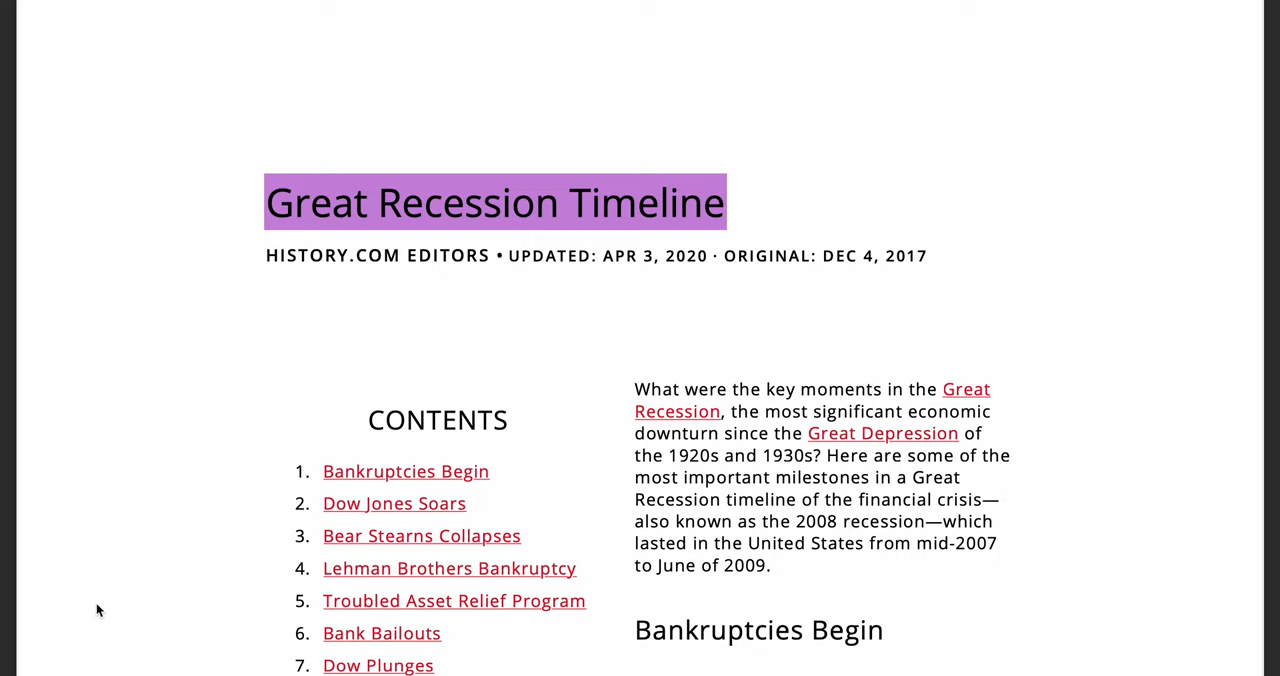 Great Recession Timeline
HISTORY.COM EDITORS • UPDATED: APR 3, 2020 · ORIGINAL: DEC 4, 2017
CONTENTS
1. Bankruptcies Begin
2. Dow Jones Soars
3. Bear Stearns Collapses
4. Lehman Brothers Bankruptcy
5. Troubled Asset Relief Program
6. Bank Bailouts
7. Dow Plunges
What were the key moments in the Great
Recession, the most significant economic
downturn since the Great Depression of
the 1920s and 1930s? Here are some of the
most important milestones in a Great
Recession timeline of the financial crisis—
also known as the 2008 recession—which
lasted in the United States from mid-2007
to June of 2009.
Bankruptcies Begin